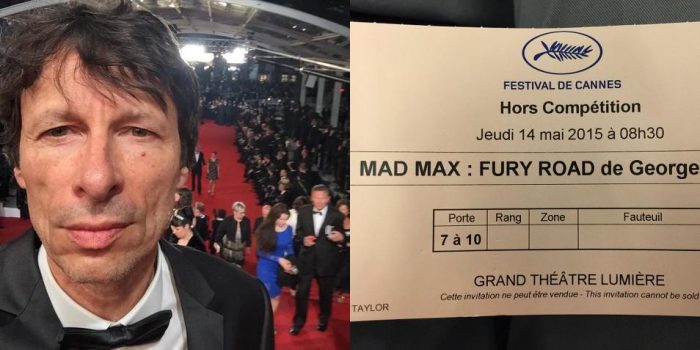 FESTIVAL DE CANNES
Hors Compétition
Jeudi 14 mai 2015 à 08h30
MAD MAX : FURY ROAD de George
Porte Rang Zone Fauteuil
7 à 10
GRAND THÉÂTRE LUMIÈRE
Cette invitation ne peut être vendue - This invitation cannot be sold
TAYLOR